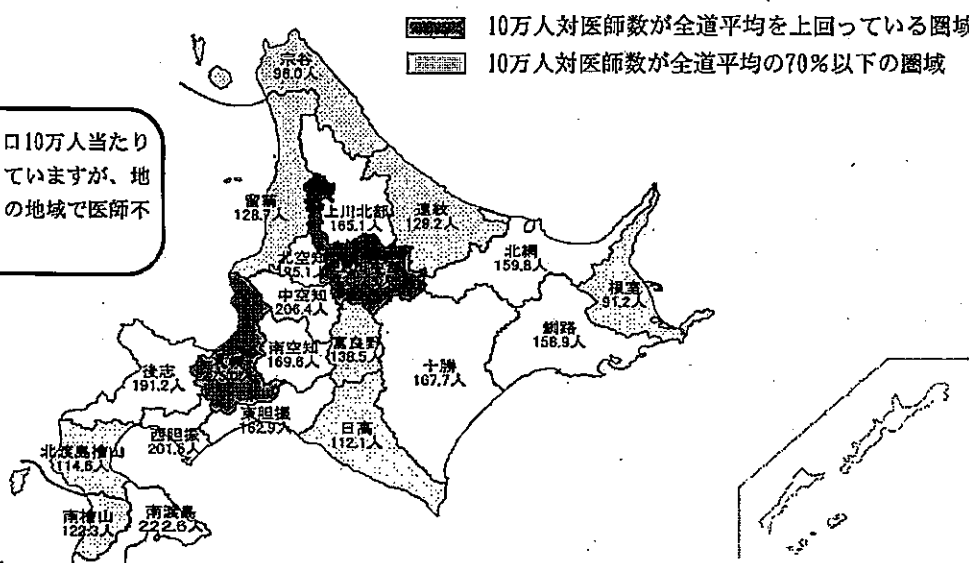 10万人対医師数が全道平均を上回っている圏域
10万人対医師数が全道平均の70%以下の圏域
口10万人当たり
ていますが、地
の地域で医師不
宗谷
98.0人
留萌
128.7人
上川北部
165.1人
遠紋
129.2人
北網
159.8人
根室
91.2人
北空知
中空知
206.4人
釧路
156.9人
南空知
169.6人
富良野
138.5人
十勝
167.7人
後志
191.2人
東胆振
162.9人
日高
112.1人
西胆振
201.6人
北渡島檜山
114.6人
南檜山
122.3人
南渡島
222.6人